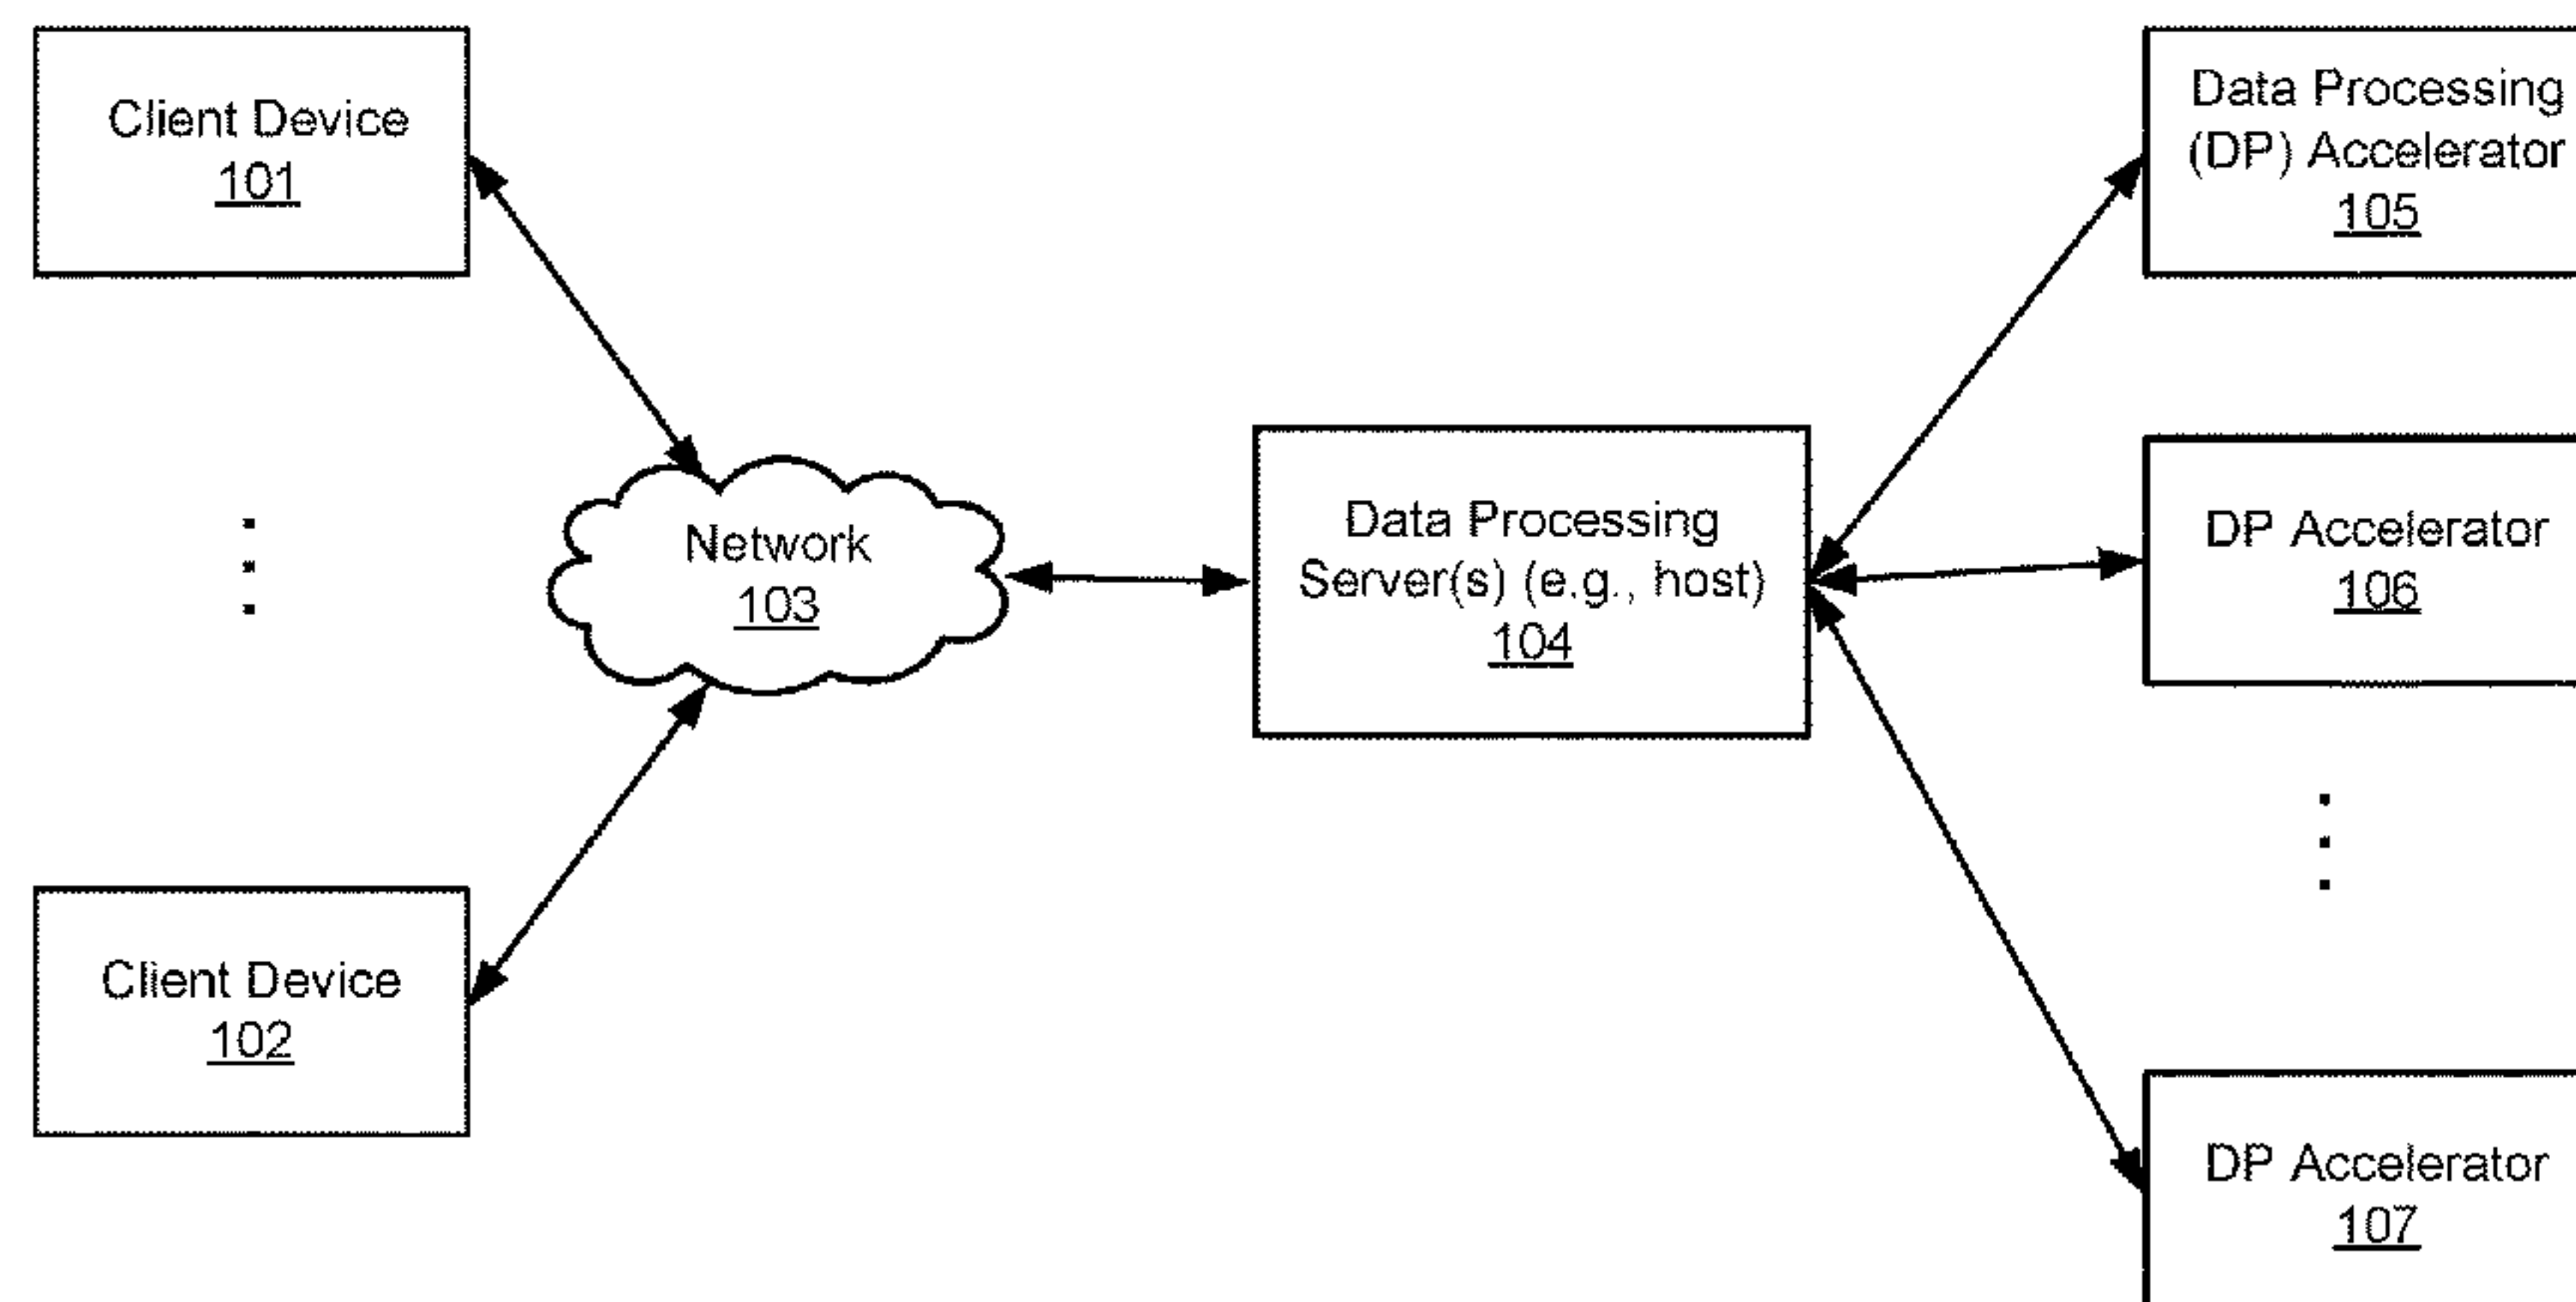 Client Device
101
Data Processing
(DP) Accelerator
105
Network
103
Data Processing
Server(s) (e.g., host)
104
DP Accelerator
106
Client Device
102
DP Accelerator
107